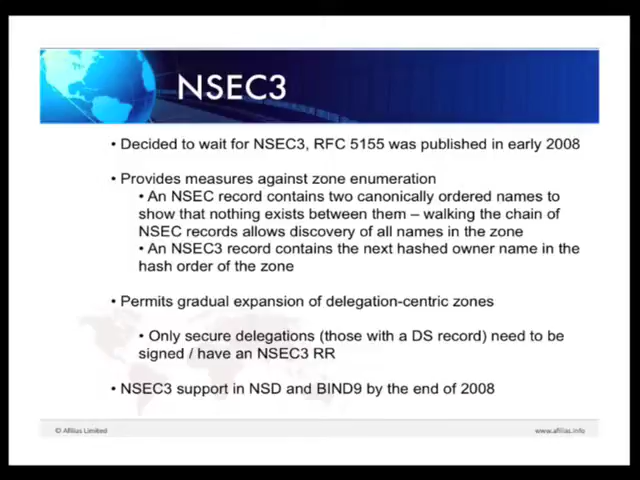 NSEC3
• Decided to wait for NSEC3, RFC 5155 was published in early 2008
• Provides measures against zone enumeration
• An NSEC record contains two canonically ordered names to
show that nothing exists between them – walking the chain of
NSEC records allows discovery of all names in the zone
• An NSEC3 record contains the next hashed owner name in the
hash order of the zone
• Permits gradual expansion of delegation-centric zones
• Only secure delegations (those with a DS record) need to be
signed / have an NSEC3 RR
• NSEC3 support in NSD and BIND9 by the end of 2008
© Afilias Limited
www.afilias.info